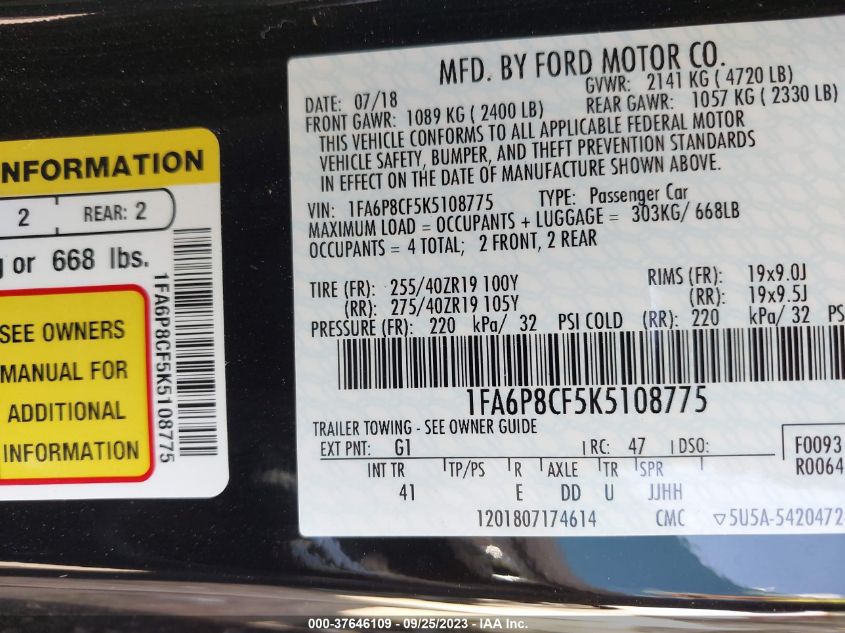 NFORMATION
2
REAR: 2
or 668 lbs.
SEE OWNERS
MANUAL FOR
ADDITIONAL
INFORMATION
1FA6P8CF5K5108775
MFD. BY FORD MOTOR CO.
DATE: 07/18
GVWR: 2141 KG ( 4720 LB)
FRONT GAWR: 1089 KG ( 2400 LB)
REAR GAWR: 1057 KG ( 2330 LB)
THIS VEHICLE CONFORMS TO ALL APPLICABLE FEDERAL MOTOR
VEHICLE SAFETY, BUMPER, AND THEFT PREVENTION STANDARDS
IN EFFECT ON THE DATE OF MANUFACTURE SHOWN ABOVE.
VIN: 1FA6P8CF5K5108775 TYPE: Passenger Car
MAXIMUM LOAD = OCCUPANTS + LUGGAGE = 303KG/ 668LB
OCCUPANTS = 4 TOTAL; 2 FRONT, 2 REAR
TIRE (FR): 255/40ZR19 100Y RIMS (FR): 19x9.0J
(RR): 275/40ZR19 105Y (RR): 19x9.5J
PRESSURE (FR): 220 kPa/ 32 PSI COLD (RR): 220 kPa/ 32 PS
1FA6P8CF5K5108775
TRAILER TOWING - SEE OWNER GUIDE
EXT PNT: G1 RC: 47 DSO:
F0093
R0064
INT TR TP/PS R AXLE TR SPR
41 E DD U JJHH
1201807174614 CMC ▽5U5A-5420472-
000-37646109 - 09/25/2023 - IAA Inc.